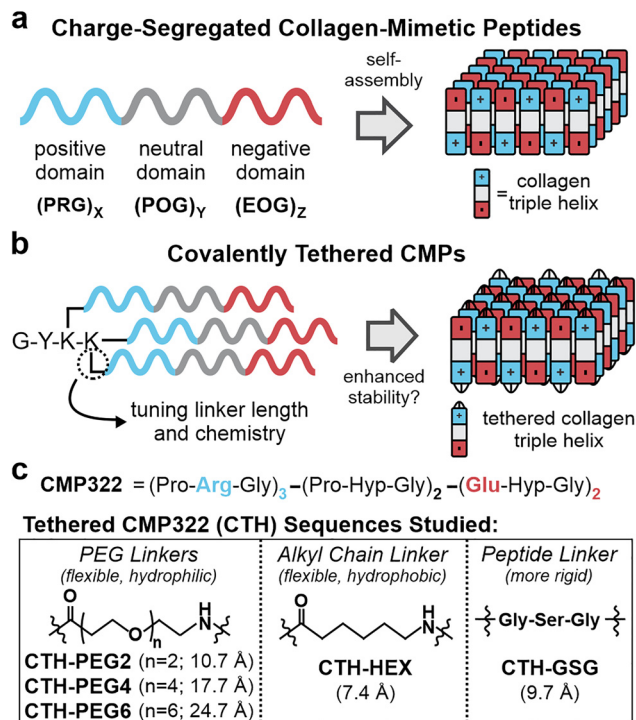 a
Charge-Segregated Collagen-Mimetic Peptides
self-
assembly
positive
domain
(PRG)X
neutral
domain
(POG)Y
negative
domain
(EOG)Z
- + - + - +
+ - + - + -
+
-
= collagen
triple helix
b
Covalently Tethered CMPs
G-Y-K-K
tuning linker length
and chemistry
enhanced
stability?
- + - + - +
+ - + - + -
+
-
tethered collagen
triple helix
c
CMP322 = (Pro-Arg-Gly)3 –(Pro-Hyp-Gly)2 –(Glu-Hyp-Gly)2
Tethered CMP322 (CTH) Sequences Studied:
PEG Linkers
(flexible, hydrophilic)
O
O
n
H
N
CTH-PEG2 (n=2; 10.7 Å)
CTH-PEG4 (n=4; 17.7 Å)
CTH-PEG6 (n=6; 24.7 Å)
Alkyl Chain Linker
(flexible, hydrophobic)
O
H
N
CTH-HEX
(7.4 Å)
Peptide Linker
(more rigid)
Gly-Ser-Gly
CTH-GSG
(9.7 Å)